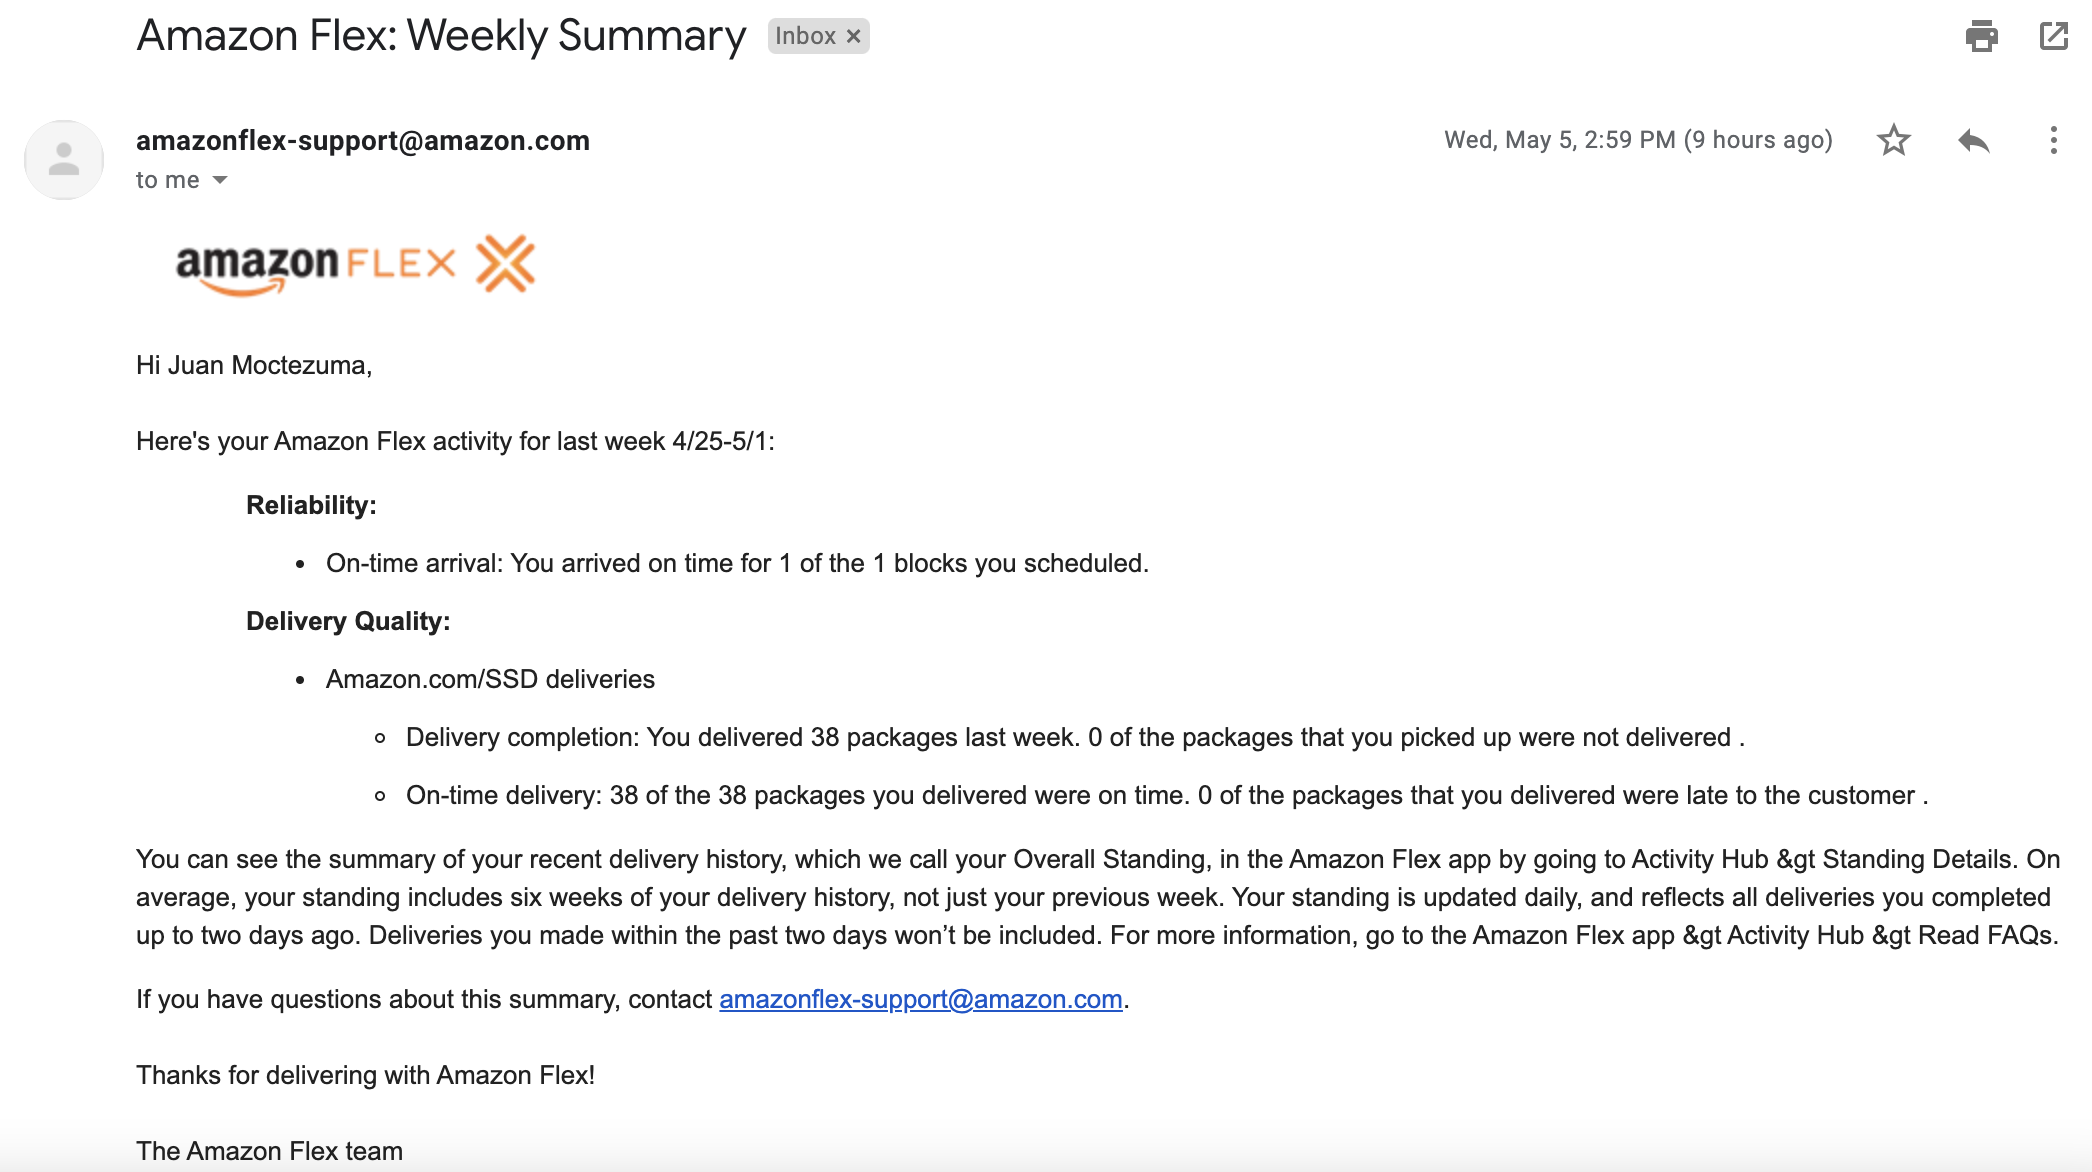 Amazon Flex: Weekly Summary Inbox ×
amazonflex-support@amazon.com Wed, May 5, 2:59 PM (9 hours ago)
to me
amazon FLEX
Hi Juan Moctezuma,
Here's your Amazon Flex activity for last week 4/25-5/1:
Reliability:
• On-time arrival: You arrived on time for 1 of the 1 blocks you scheduled.
Delivery Quality:
• Amazon.com/SSD deliveries
◦ Delivery completion: You delivered 38 packages last week. 0 of the packages that you picked up were not delivered .
◦ On-time delivery: 38 of the 38 packages you delivered were on time. 0 of the packages that you delivered were late to the customer .
You can see the summary of your recent delivery history, which we call your Overall Standing, in the Amazon Flex app by going to Activity Hub &gt Standing Details. On
average, your standing includes six weeks of your delivery history, not just your previous week. Your standing is updated daily, and reflects all deliveries you completed
up to two days ago. Deliveries you made within the past two days won’t be included. For more information, go to the Amazon Flex app &gt Activity Hub &gt Read FAQs.
If you have questions about this summary, contact amazonflex-support@amazon.com.
Thanks for delivering with Amazon Flex!
The Amazon Flex team